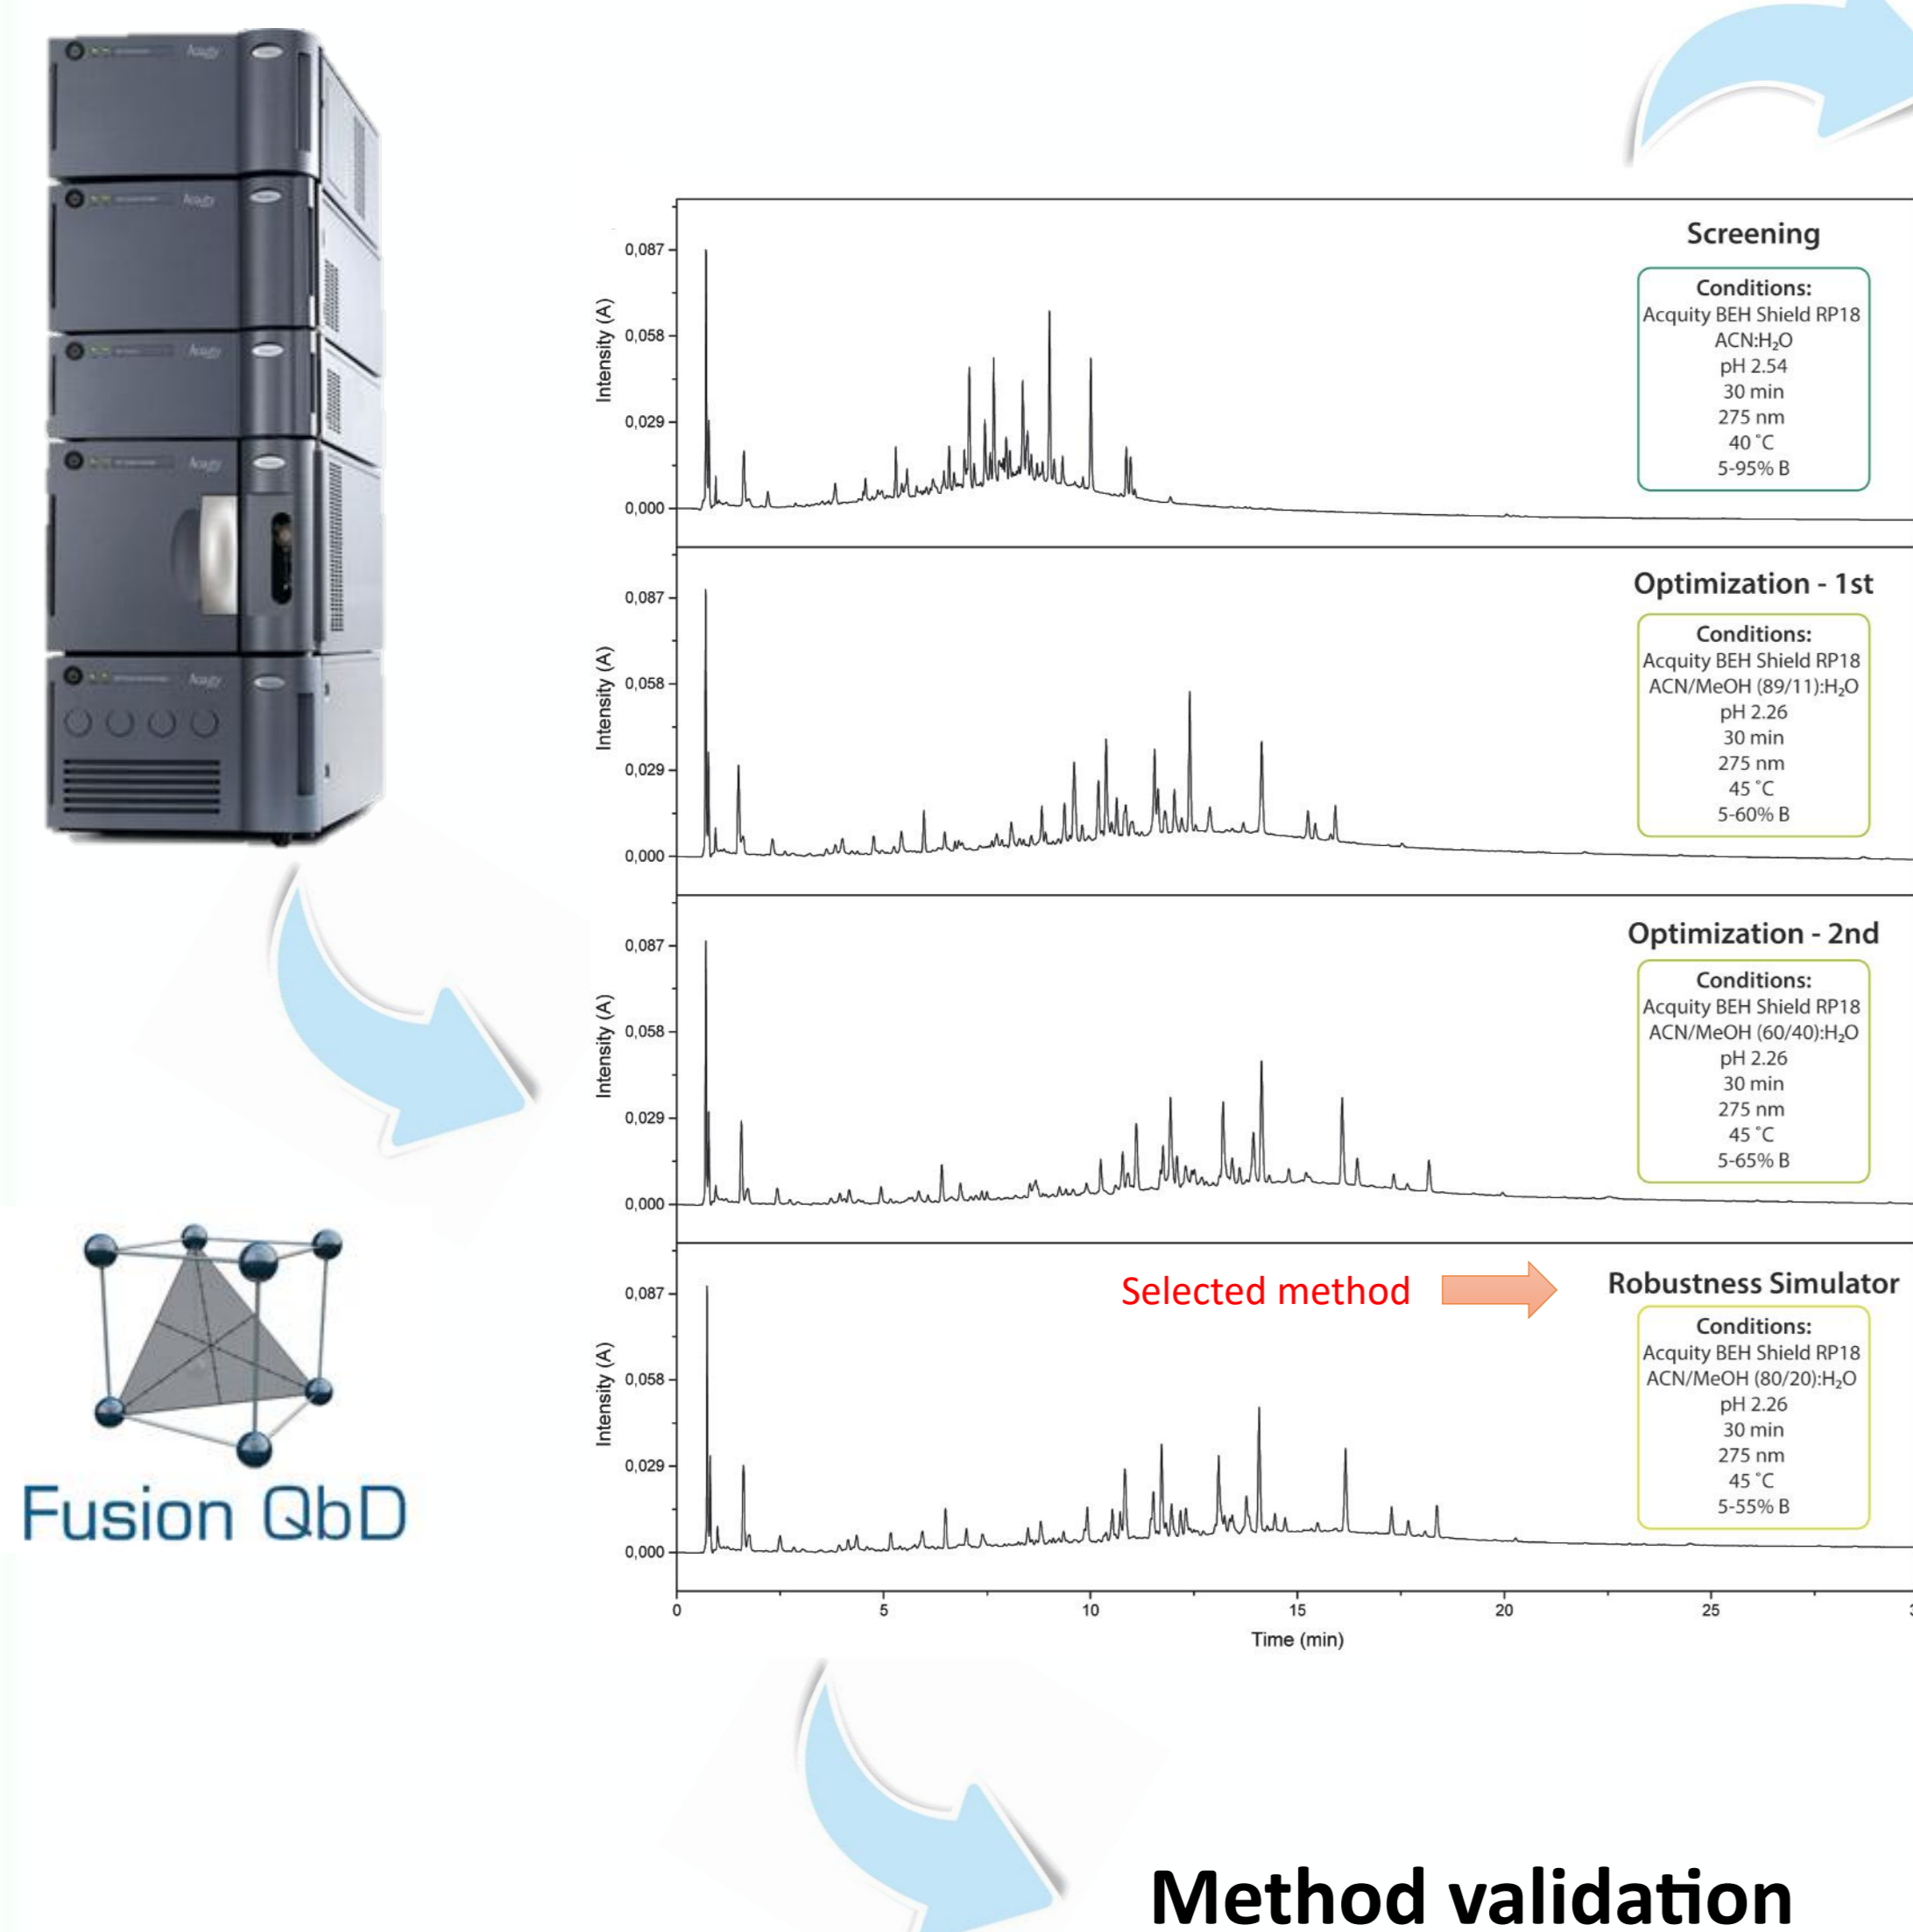 Acquity
Acquity
Acquity
Acquity
Acquity
Fusion QbD
Screening
Conditions:
Acquity BEH Shield RP18
ACN:H₂O
pH 2.54
30 min
275 nm
40 °C
5-95% B
Intensity (A)
0,087
0,058
0,029
0,000
Optimization - 1st
Conditions:
Acquity BEH Shield RP18
ACN/MeOH (89/11):H₂O
pH 2.26
30 min
275 nm
45 °C
5-60% B
Intensity (A)
0,087
0,058
0,029
0,000
Optimization - 2nd
Conditions:
Acquity BEH Shield RP18
ACN/MeOH (60/40):H₂O
pH 2.26
30 min
275 nm
45 °C
5-65% B
Intensity (A)
0,087
0,058
0,029
0,000
Selected method
Robustness Simulator
Conditions:
Acquity BEH Shield RP18
ACN/MeOH (80/20):H₂O
pH 2.26
30 min
275 nm
45 °C
5-55% B
Intensity (A)
0,087
0,058
0,029
0,000
0 5 10 15 20 25
Time (min)
Method validation